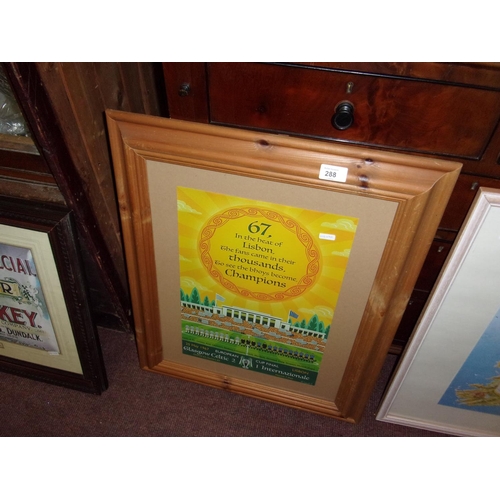 288
67,
In the heat of
Lisbon,
The fans came in their
thousands,
To see the bhoys become
Champions
Glasgow Celtic 2
1 Internazionale
CIAL
R
KEY
. DUNDALK